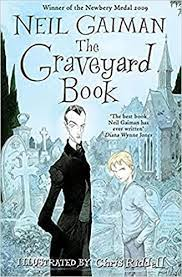 Winner of the Newbery Medal 2009
NEIL GAIMAN
The
Graveyard
Book
'The best book
Neil Gaiman
has ever written'
Diana Wynne Jones
ILLUSTRATED BY Chris Riddell